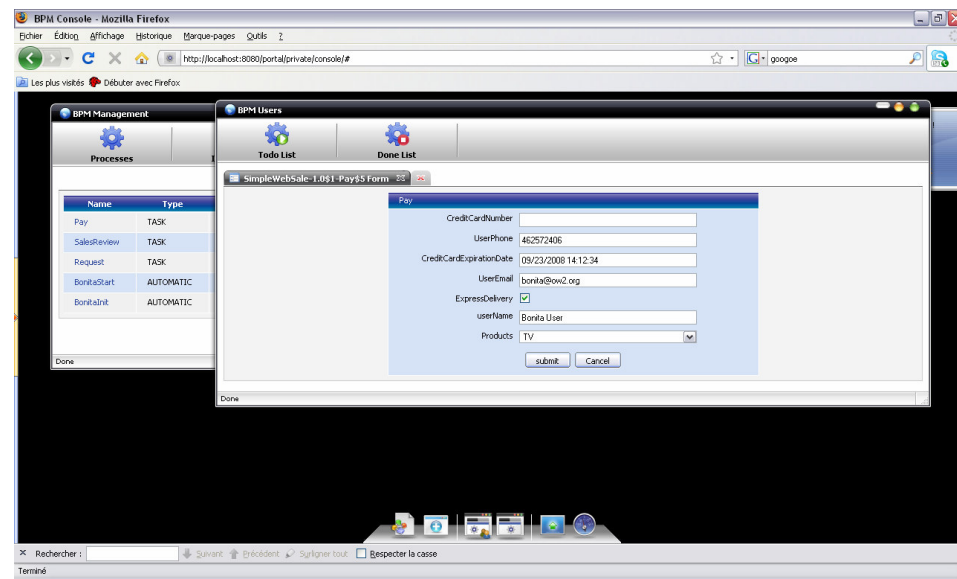 BPM Console - Mozilla Firefox
Fichier Édition Affichage Historique Marque-pages Outils ?
http://localhost:8080/portal/private/console/# googoe
Les plus visités Débuter avec Firefox
BPM Management
Processes
Name Type
Pay TASK
SalesReview TASK
Request TASK
BonitaStart AUTOMATIC
BonitaInit AUTOMATIC
Done
BPM Users
Todo List Done List
SimpleWebSale-1.0$1-Pay$5 Form
Pay
CreditCardNumber
UserPhone 462572406
CreditCardExpirationDate 09/23/2008 14:12:34
UserEmail bonita@ow2.org
ExpressDelivery
userName Bonita User
Products TV
submit Cancel
Done
Rechercher : Suivant Précédent Surligner tout Respecter la casse
Terminé